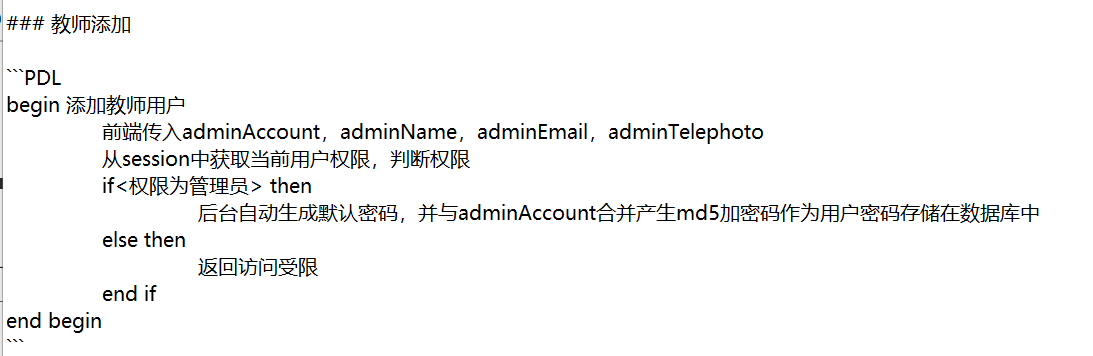 ### 教师添加
```PDL
begin 添加教师用户
前端传入adminAccount，adminName，adminEmail，adminTelephoto
从session中获取当前用户权限，判断权限
if<权限为管理员> then
后台自动生成默认密码，并与adminAccount合并产生md5加密码作为用户密码存储在数据库中
else then
返回访问受限
end if
end begin
```